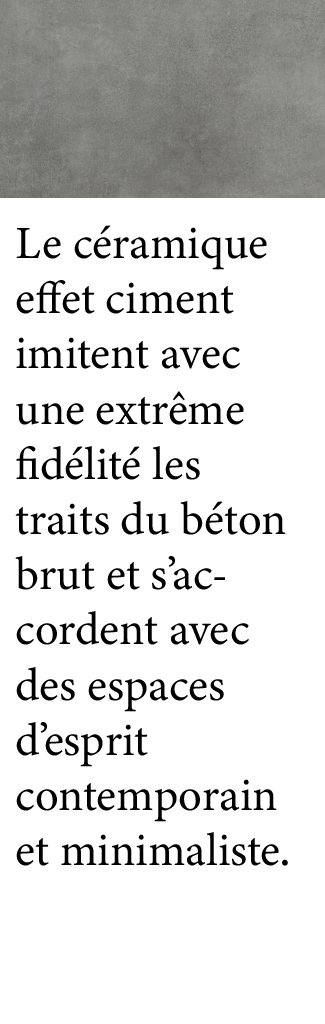 Le céramique
effet ciment
imitent avec
une extrême
fidélité les
traits du béton
brut et s’ac-
cordent avec
des espaces
d’esprit
contemporain
et minimaliste.